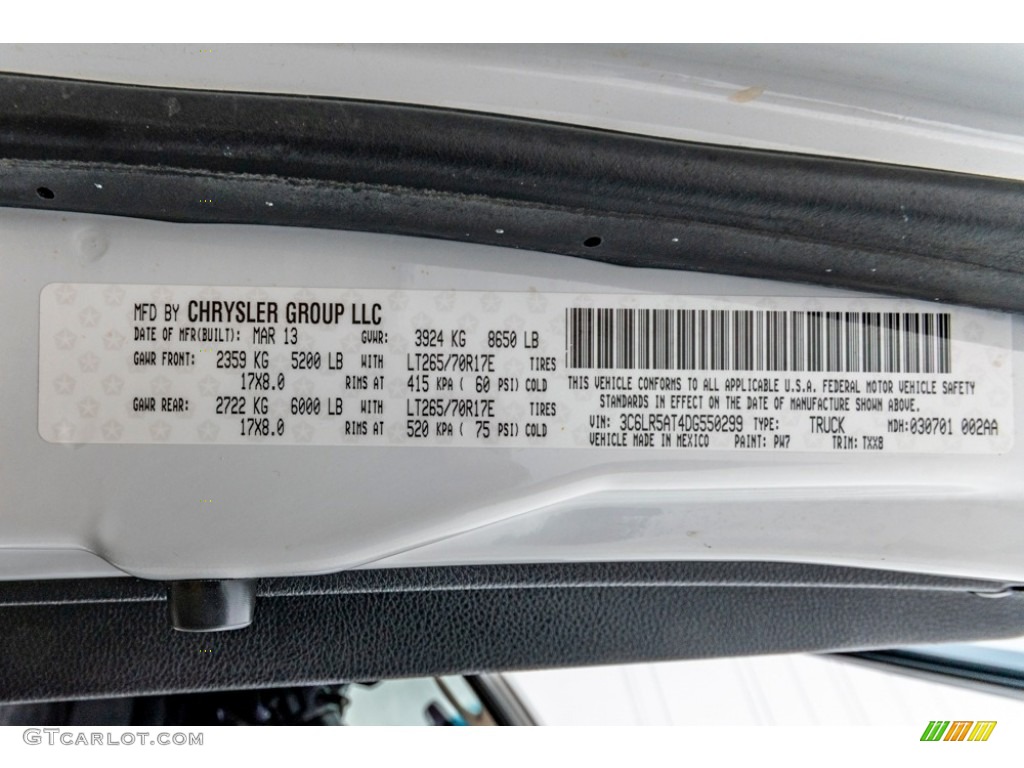 MFD BY CHRYSLER GROUP LLC
DATE OF MFR(BUILT): MAR 13 GVWR: 3924 KG 8650 LB
GAWR FRONT: 2359 KG 5200 LB WITH LT265/70R17E TIRES
17X8.0 RIMS AT 415 KPA ( 60 PSI) COLD
GAWR REAR: 2722 KG 6000 LB WITH LT265/70R17E TIRES
17X8.0 RIMS AT 520 KPA ( 75 PSI) COLD
THIS VEHICLE CONFORMS TO ALL APPLICABLE U.S.A. FEDERAL MOTOR VEHICLE SAFETY
STANDARDS IN EFFECT ON THE DATE OF MANUFACTURE SHOWN ABOVE.
VIN: 3C6LR5AT4DG550299 TYPE: TRUCK MDH: 030701 002AA
VEHICLE MADE IN MEXICO PAINT: PW7 TRIM: TXX8
GTCARLOT.COM